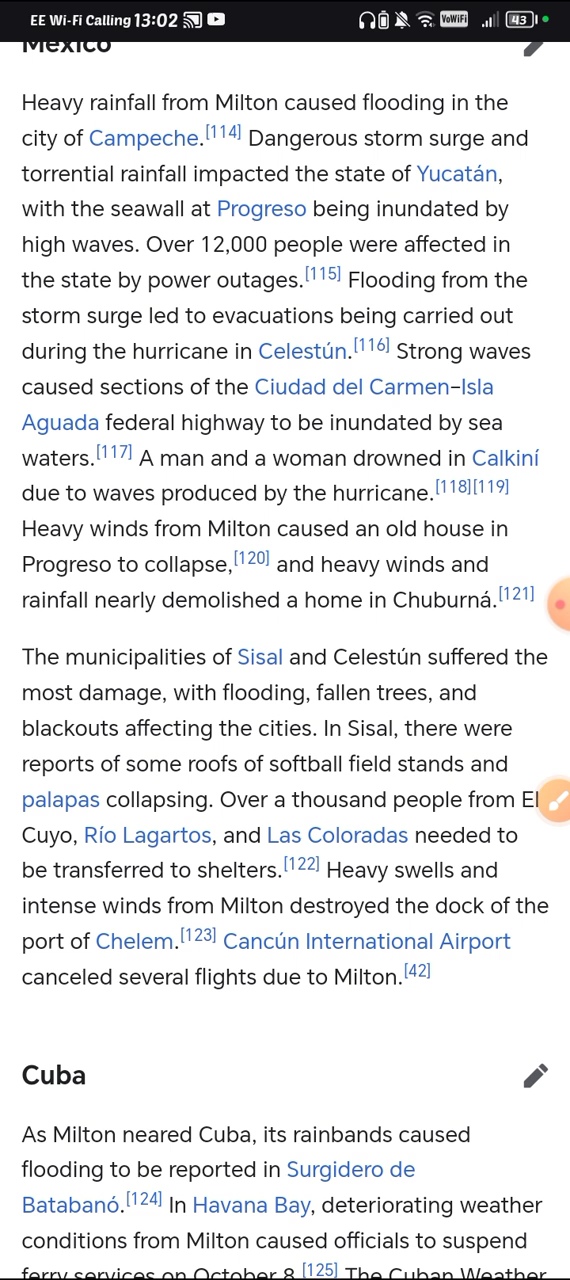 EE Wi-Fi Calling 13:02 VoWiFi 43
Mexico
Heavy rainfall from Milton caused flooding in the
city of Campeche.[114] Dangerous storm surge and
torrential rainfall impacted the state of Yucatán,
with the seawall at Progreso being inundated by
high waves. Over 12,000 people were affected in
the state by power outages.[115] Flooding from the
storm surge led to evacuations being carried out
during the hurricane in Celestún.[116] Strong waves
caused sections of the Ciudad del Carmen–Isla
Aguada federal highway to be inundated by sea
waters.[117] A man and a woman drowned in Calkiní
due to waves produced by the hurricane.[118][119]
Heavy winds from Milton caused an old house in
Progreso to collapse,[120] and heavy winds and
rainfall nearly demolished a home in Chuburná.[121]
The municipalities of Sisal and Celestún suffered the
most damage, with flooding, fallen trees, and
blackouts affecting the cities. In Sisal, there were
reports of some roofs of softball field stands and
palapas collapsing. Over a thousand people from El
Cuyo, Río Lagartos, and Las Coloradas needed to
be transferred to shelters.[122] Heavy swells and
intense winds from Milton destroyed the dock of the
port of Chelem.[123] Cancún International Airport
canceled several flights due to Milton.[42]
Cuba
As Milton neared Cuba, its rainbands caused
flooding to be reported in Surgidero de
Batabanó.[124] In Havana Bay, deteriorating weather
conditions from Milton caused officials to suspend
ferry services on October 8.[125] The Cuban Weather